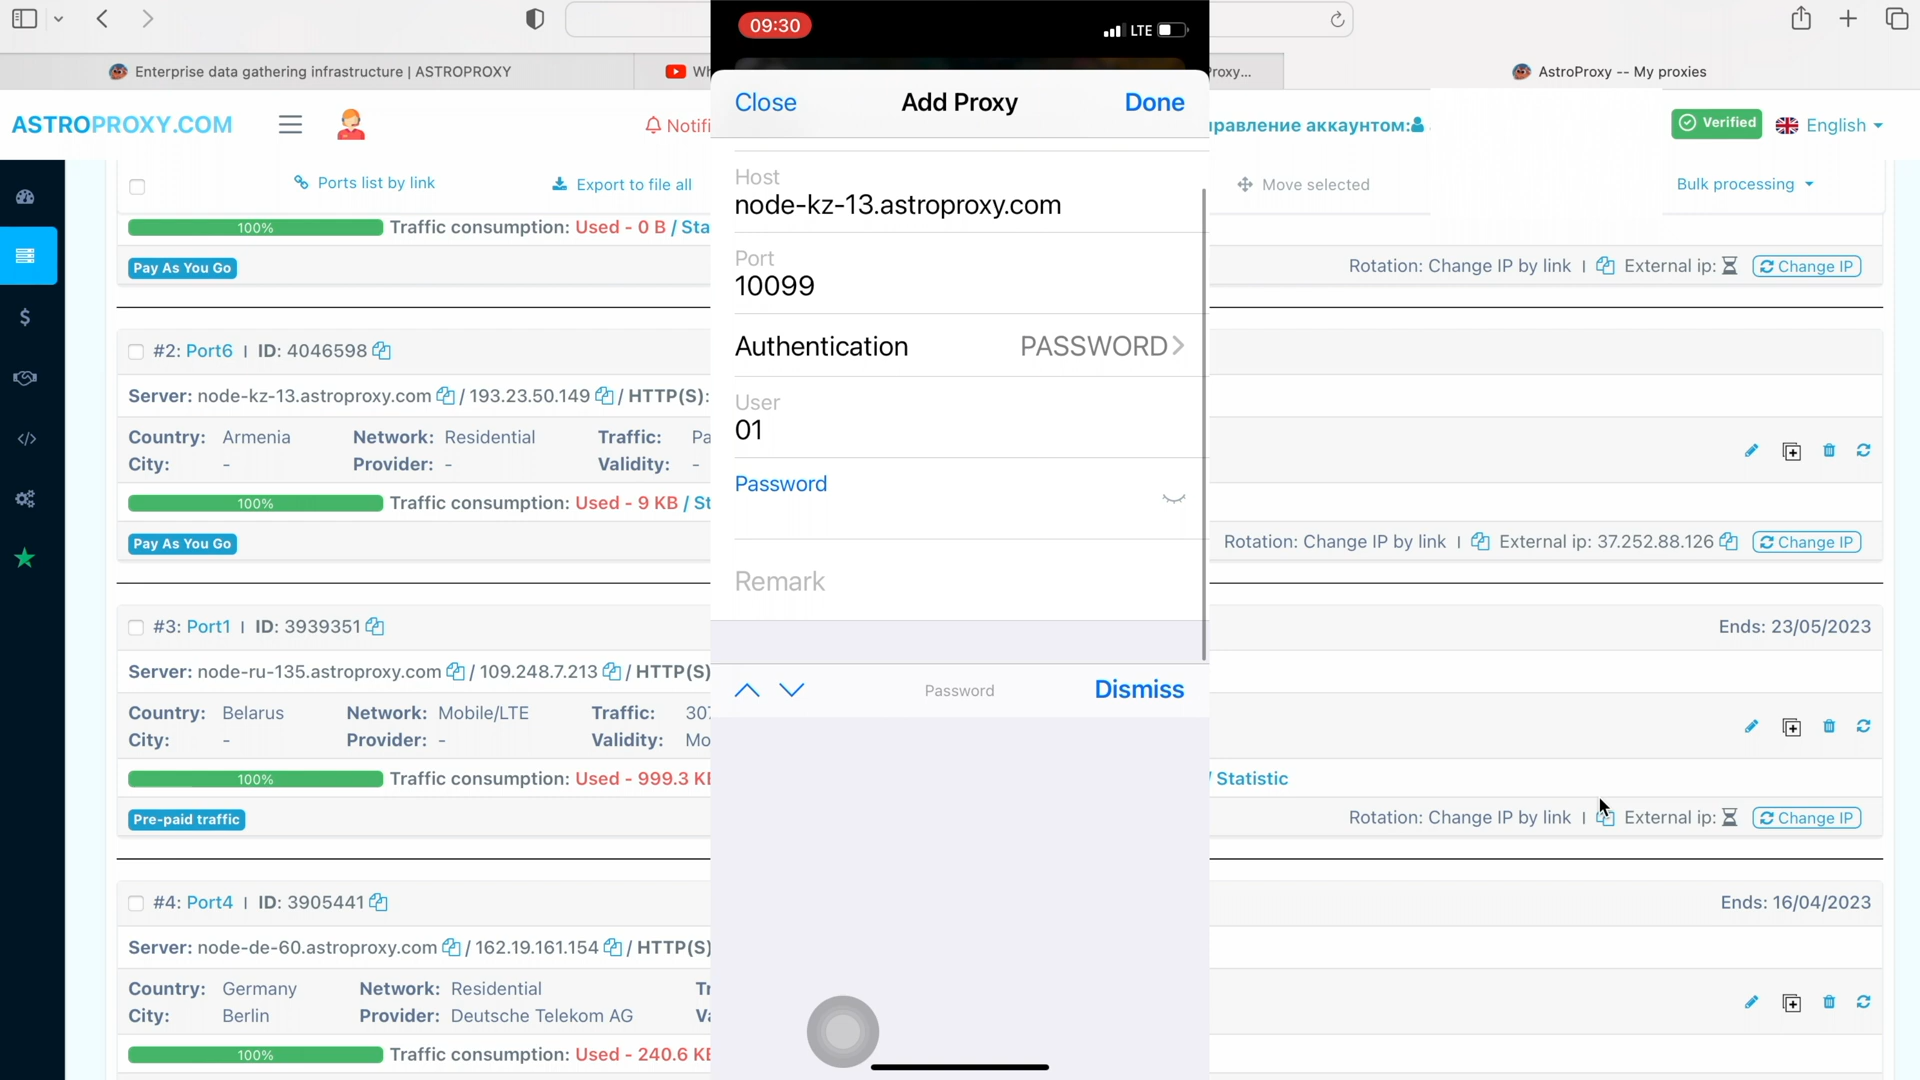 Enterprise data gathering infrastructure | ASTROPROXY
AstroProxy -- My proxies
ASTROPROXY.COM
правление аккаунтом:
Verified
English
Ports list by link
Export to file all
Move selected
Bulk processing
100%
Traffic consumption: Used - 0 B / Sta
Pay As You Go
Rotation: Change IP by link | External ip: Change IP
#2: Port6 | ID: 4046598
Server: node-kz-13.astroproxy.com / 193.23.50.149 / HTTP(S):
Country: Armenia Network: Residential Traffic: Pa
City: - Provider: - Validity: -
100%
Traffic consumption: Used - 9 KB / St
Pay As You Go
Rotation: Change IP by link | External ip: 37.252.88.126 Change IP
#3: Port1 | ID: 3939351
Ends: 23/05/2023
Server: node-ru-135.astroproxy.com / 109.248.7.213 / HTTP(S)
Country: Belarus Network: Mobile/LTE Traffic: 307
City: - Provider: - Validity: Mo
100%
Traffic consumption: Used - 999.3 K
/ Statistic
Pre-paid traffic
Rotation: Change IP by link | External ip: Change IP
#4: Port4 | ID: 3905441
Ends: 16/04/2023
Server: node-de-60.astroproxy.com / 162.19.161.154 / HTTP(S)
Country: Germany Network: Residential Tr
City: Berlin Provider: Deutsche Telekom AG Va
100%
Traffic consumption: Used - 240.6 K
09:30
LTE
Close
Add Proxy
Done
Host
node-kz-13.astroproxy.com
Port
10099
Authentication PASSWORD
User
01
Password
Remark
Password
Dismiss